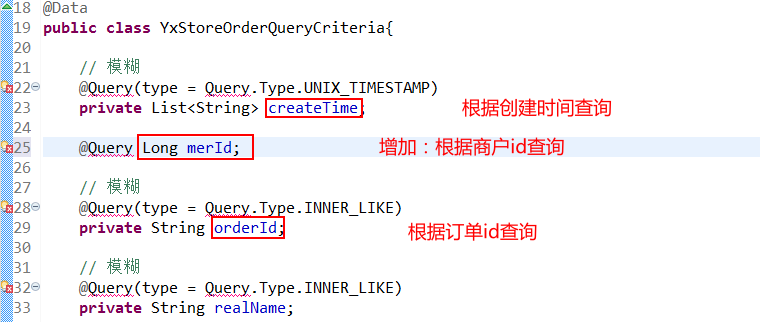 18 @Data
19 public class YxStoreOrderQueryCriteria{
20
21 // 模糊
22 @Query(type = Query.Type.UNIX_TIMESTAMP)
23 private List<String> createTime; 根据创建时间查询
24
25 @Query Long merId; 增加：根据商户id查询
26
27 // 模糊
28 @Query(type = Query.Type.INNER_LIKE)
29 private String orderId; 根据订单id查询
30
31 // 模糊
32 @Query(type = Query.Type.INNER_LIKE)
33 private String realName;